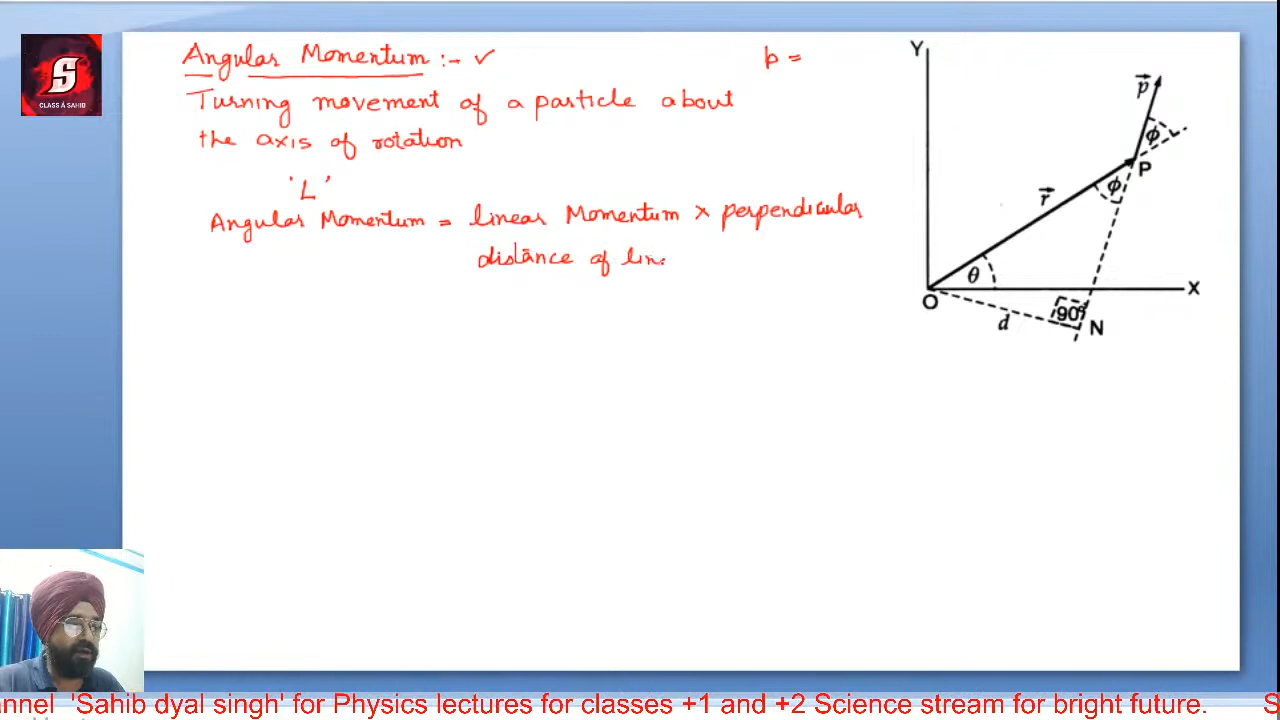 Angular Momentum :- ✓
p =
Turning movement of a particle about
the axis of rotation
'L'
Angular Momentum = linear Momentum × perpendicular
distance of lin
S
CLASS Á SAHIB
Y
p
ϕ
P
ϕ
r
θ
O
X
90°
d
N
annel 'Sahib dyal singh' for Physics lectures for classes +1 and +2 Science stream for bright future. S